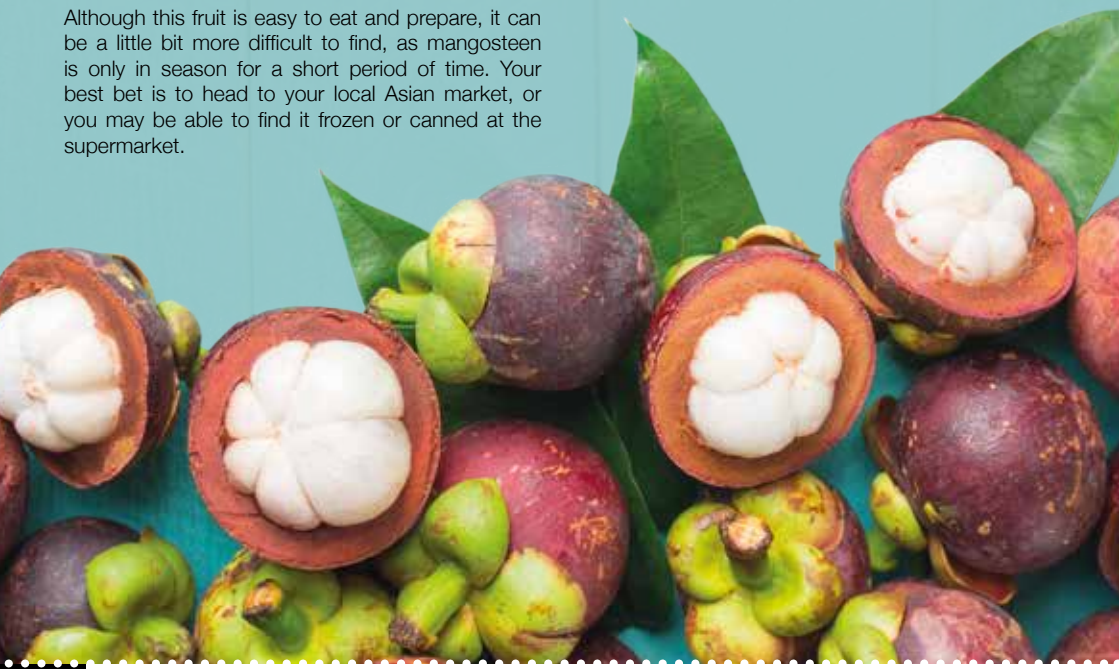 Although this fruit is easy to eat and prepare, it can
be a little bit more difficult to find, as mangosteen
is only in season for a short period of time. Your
best bet is to head to your local Asian market, or
you may be able to find it frozen or canned at the
supermarket.